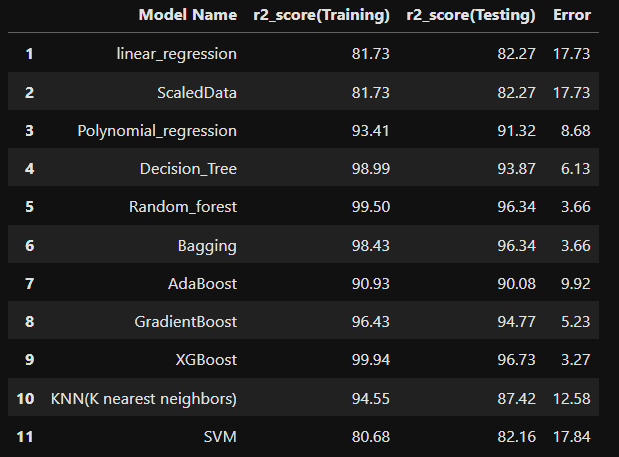 Model Name r2_score(Training) r2_score(Testing) Error
1 linear_regression 81.73 82.27 17.73
2 ScaledData 81.73 82.27 17.73
3 Polynomial_regression 93.41 91.32 8.68
4 Decision_Tree 98.99 93.87 6.13
5 Random_forest 99.50 96.34 3.66
6 Bagging 98.43 96.34 3.66
7 AdaBoost 90.93 90.08 9.92
8 GradientBoost 96.43 94.77 5.23
9 XGBoost 99.94 96.73 3.27
10 KNN(K nearest neighbors) 94.55 87.42 12.58
11 SVM 80.68 82.16 17.84